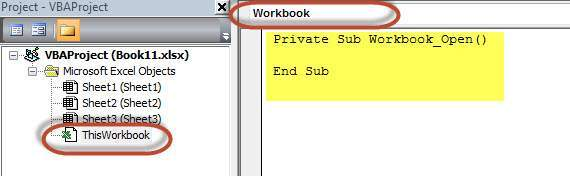 Project - VBAProject
VBAProject (Book11.xlsx)
Microsoft Excel Objects
Sheet1 (Sheet1)
Sheet2 (Sheet2)
Sheet3 (Sheet3)
ThisWorkbook
Workbook
Private Sub Workbook_Open()
End Sub